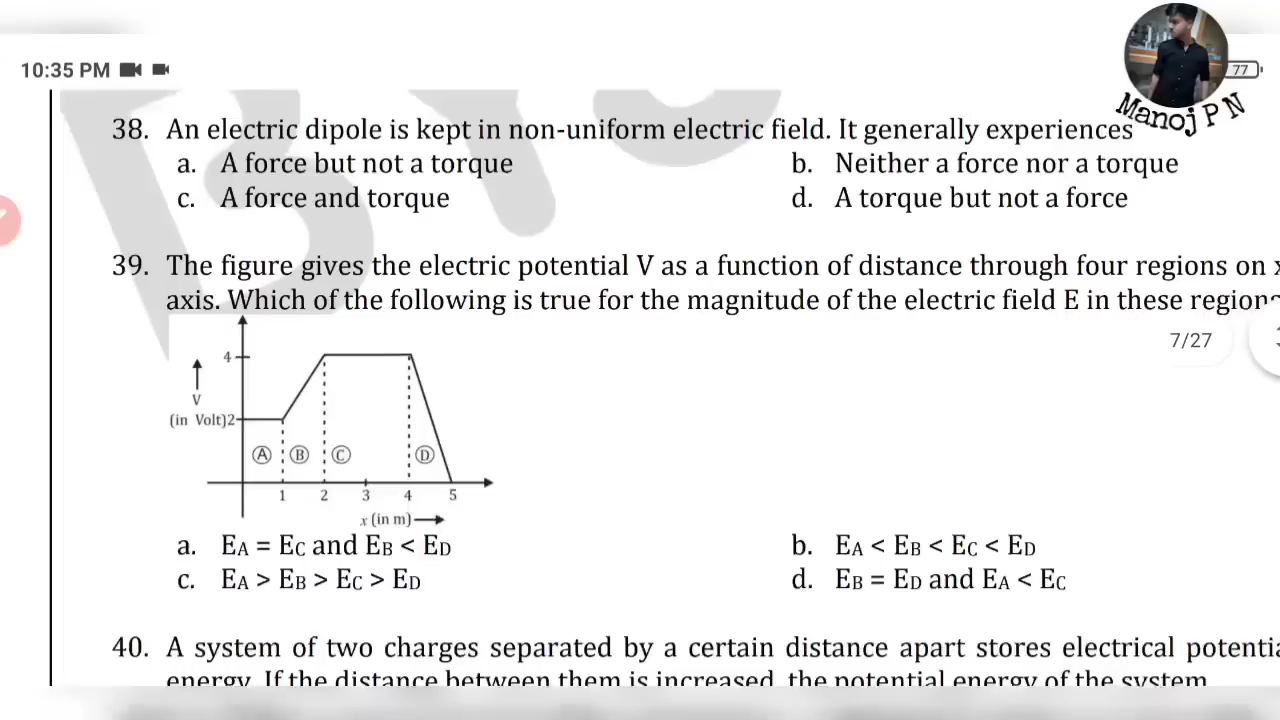 10:35 PM
77
Manoj P N
38. An electric dipole is kept in non-uniform electric field. It generally experiences
a. A force but not a torque
b. Neither a force nor a torque
c. A force and torque
d. A torque but not a force
39. The figure gives the electric potential V as a function of distance through four regions on x
axis. Which of the following is true for the magnitude of the electric field E in these regions
7/27
4
V
(in Volt)2
A B C D
1 2 3 4 5
x (in m)
a. EA = EC and EB < ED
b. EA < EB < EC < ED
c. EA > EB > EC > ED
d. EB = ED and EA < EC
40. A system of two charges separated by a certain distance apart stores electrical potentia
energy. If the distance between them is increased, the potential energy of the system